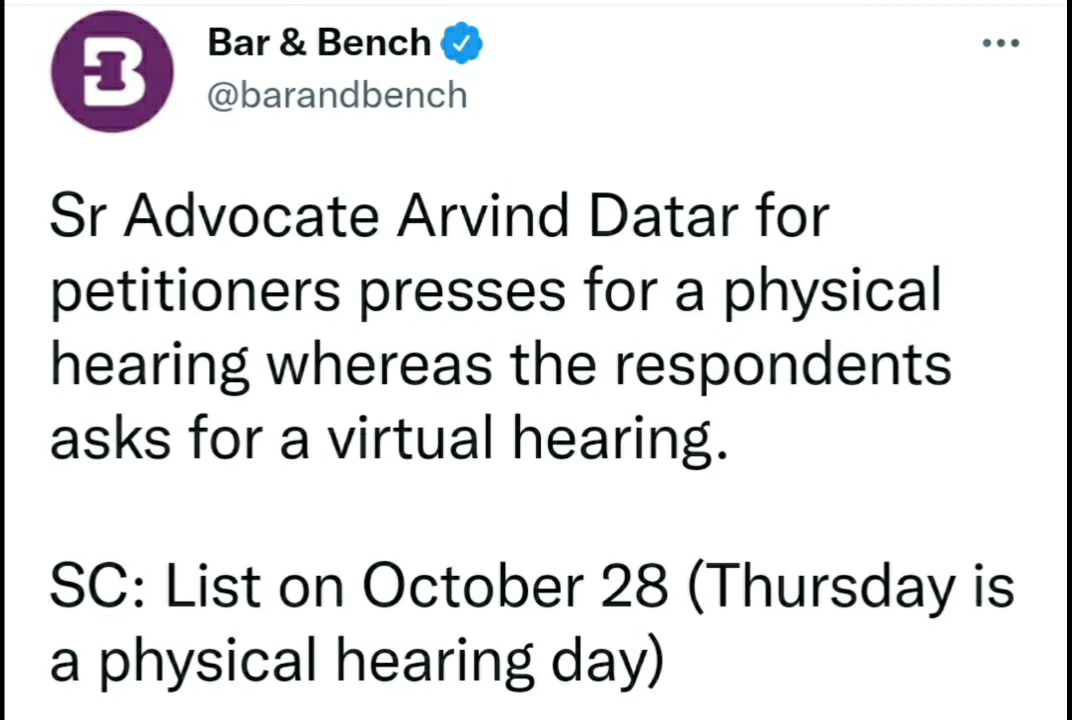 Bar & Bench
@barandbench
Sr Advocate Arvind Datar for
petitioners presses for a physical
hearing whereas the respondents
asks for a virtual hearing.
SC: List on October 28 (Thursday is
a physical hearing day)